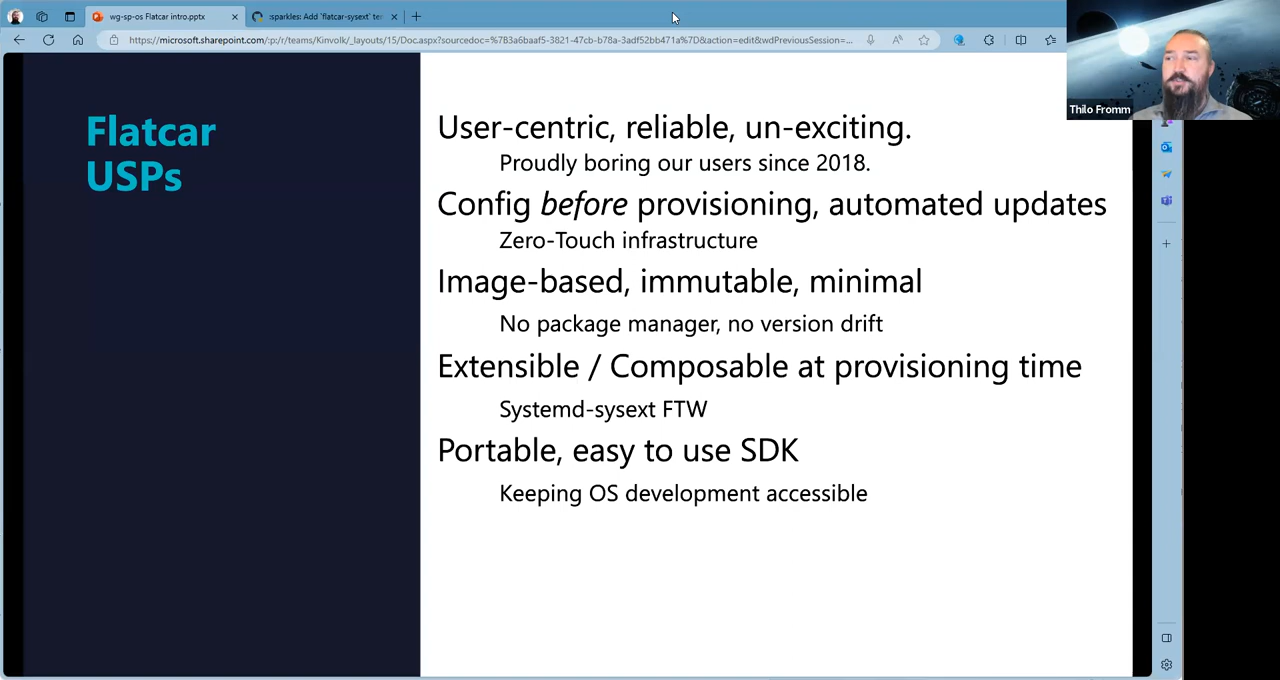 wg-sp-os Flatcar intro.pptx
:sparkles: Add `flatcar-sysext` te
https://microsoft.sharepoint.com/:p:/r/teams/Kinvolk/_layouts/15/Doc.aspx?sourcedoc=%7B3a6baaf5-3821-47cb-b78a-3adf52bb471a%7D&action=edit&wdPreviousSession=...
Thilo Fromm
Flatcar
USPs
User-centric, reliable, un-exciting.
Proudly boring our users since 2018.
Config before provisioning, automated updates
Zero-Touch infrastructure
Image-based, immutable, minimal
No package manager, no version drift
Extensible / Composable at provisioning time
Systemd-sysext FTW
Portable, easy to use SDK
Keeping OS development accessible